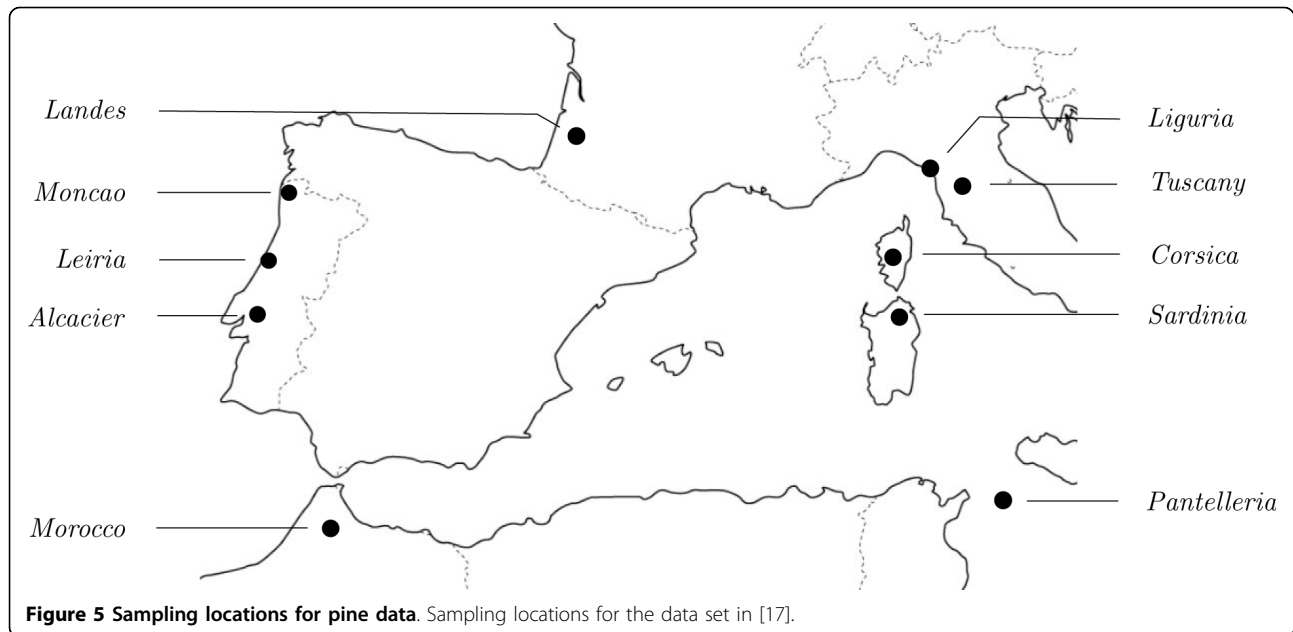 Landes
Moncao
Leiria
Alcacier
Morocco
Liguria
Tuscany
Corsica
Sardinia
Pantelleria
Figure 5 Sampling locations for pine data. Sampling locations for the data set in [17].